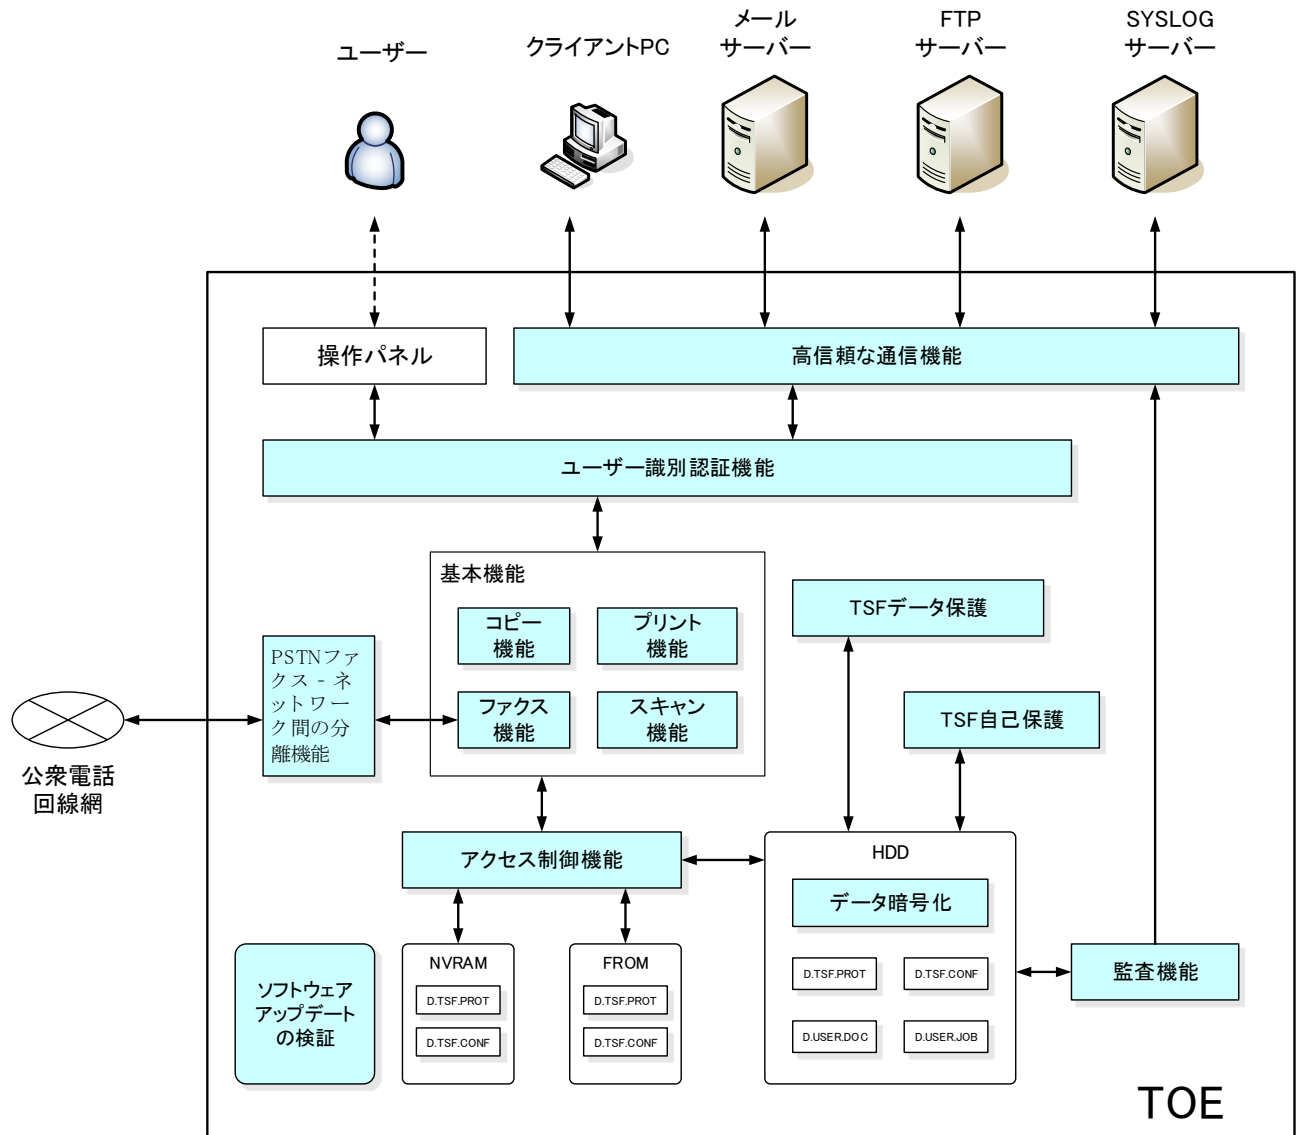 ユーザー
クライアントPC
メール
サーバー
FTP
サーバー
SYSLOG
サーバー
操作パネル
高信頼な通信機能
ユーザー識別認証機能
基本機能
コピー
機能
プリント
機能
ファクス
機能
スキャン
機能
TSFデータ保護
TSF自己保護
PSTNファ
クス - ネ
ットワー
ク間の分
離機能
公衆電話
回線網
アクセス制御機能
HDD
データ暗号化
D.TSF.PROT
D.TSF.CONF
D.USER.DOC
D.USER.JOB
監査機能
NVRAM
D.TSF.PROT
D.TSF.CONF
FROM
D.TSF.PROT
D.TSF.CONF
ソフトウェア
アップデート
の検証
TOE